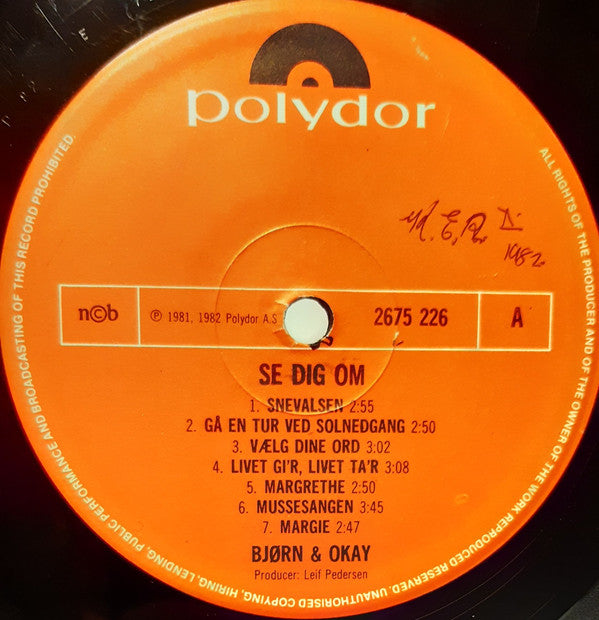 polydor
ALL RIGHTS OF THE PRODUCER AND OF THE OWNER OF THE WORK REPRODUCED RESERVED. UNAUTHORISED COPYING, HIRING, LENDING, PUBLIC PERFORMANCE AND BROADCASTING OF THIS RECORD PROHIBITED.
1982
n©b
℗ 1981, 1982 Polydor A.S
2675 226
A
SE DIG OM
1. SNEVALSEN 2:55
2. GÅ EN TUR VED SOLNEDGANG 2:50
3. VÆLG DINE ORD 3:02
4. LIVET GI'R, LIVET TA'R 3:08
5. MARGRETHE 2:50
6. MUSSESANGEN 3:45
7. MARGIE 2:47
BJØRN & OKAY
Producer: Leif Pedersen